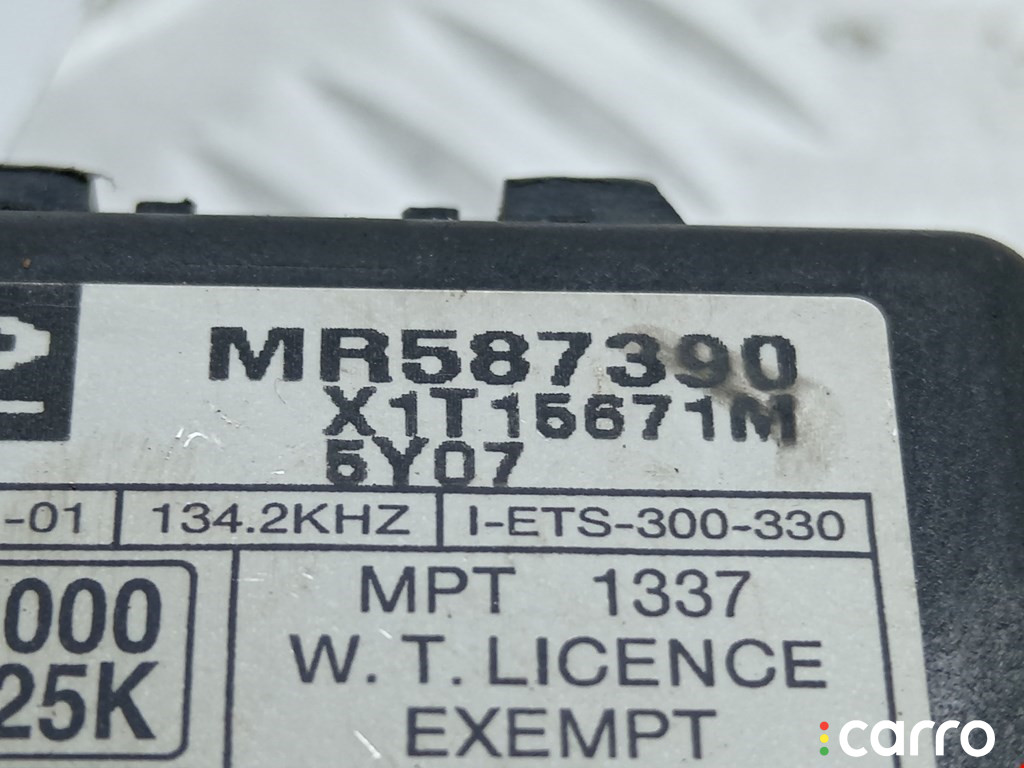 MR587390
X1T15671M
5Y07
-01 134.2KHZ I-ETS-300-330
000
25K
MPT 1337
W. T. LICENCE
EXEMPT
carro